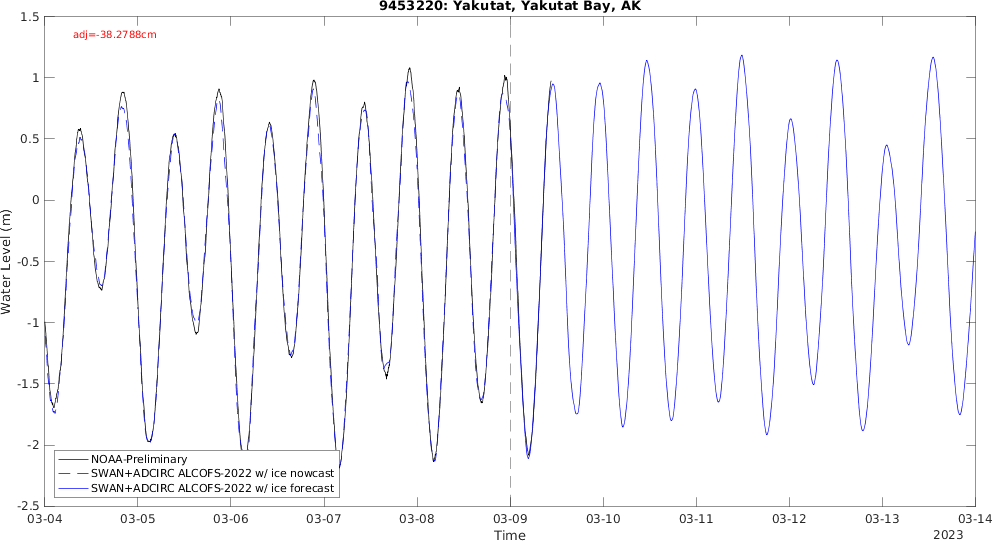 9453220: Yakutat, Yakutat Bay, AK
adj=-38.2788cm
1.5
1
0.5
0
-0.5
-1
-1.5
-2
-2.5
Water Level (m)
NOAA-Preliminary
SWAN+ADCIRC ALCOFS-2022 w/ ice nowcast
SWAN+ADCIRC ALCOFS-2022 w/ ice forecast
03-04 03-05 03-06 03-07 03-08 03-09 03-10 03-11 03-12 03-13 03-14
Time
2023